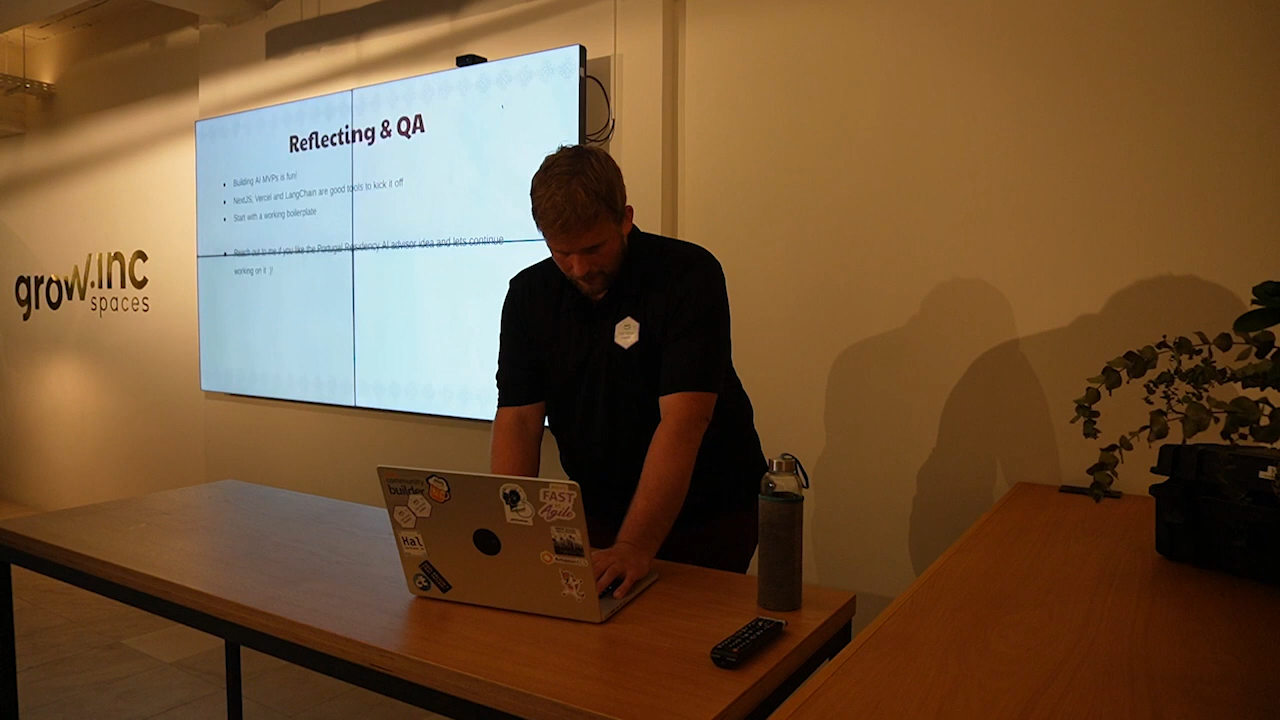 Reflecting & QA
Building AI MVPs is fun!
NextJS, Vercel and LangChain are good tools to kick it off
Start with a working boilerplate
Reach out to me if you like the Portugal Residency AI advisor idea and lets continue
working on it :)!
grow.inc
spaces
community
builder
FAST
Agile
Hal